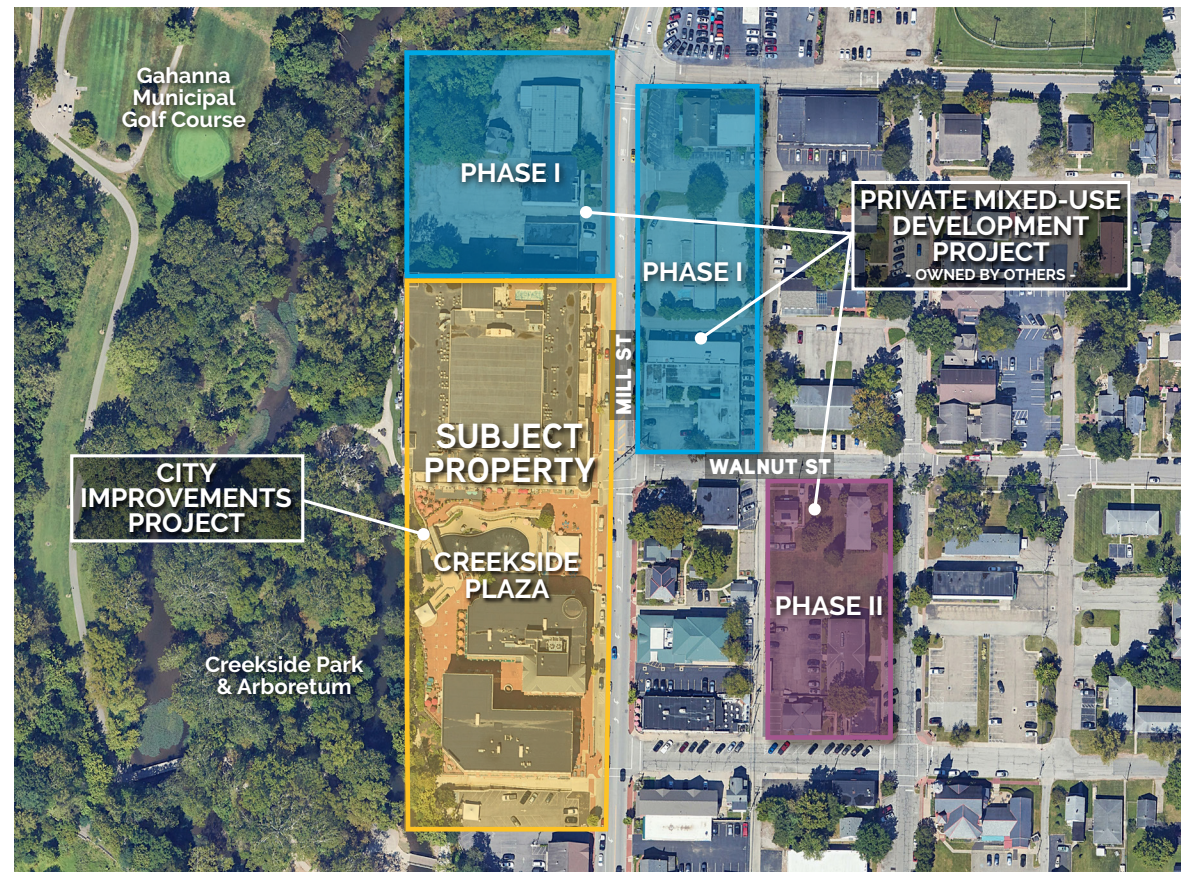 Gahanna
Municipal
Golf Course
PHASE I
PHASE I
PRIVATE MIXED-USE
DEVELOPMENT
PROJECT
- OWNED BY OTHERS -
MILL ST
SUBJECT
PROPERTY
WALNUT ST
CITY
IMPROVEMENTS
PROJECT
CREEKSIDE
PLAZA
PHASE II
Creekside Park
& Arboretum